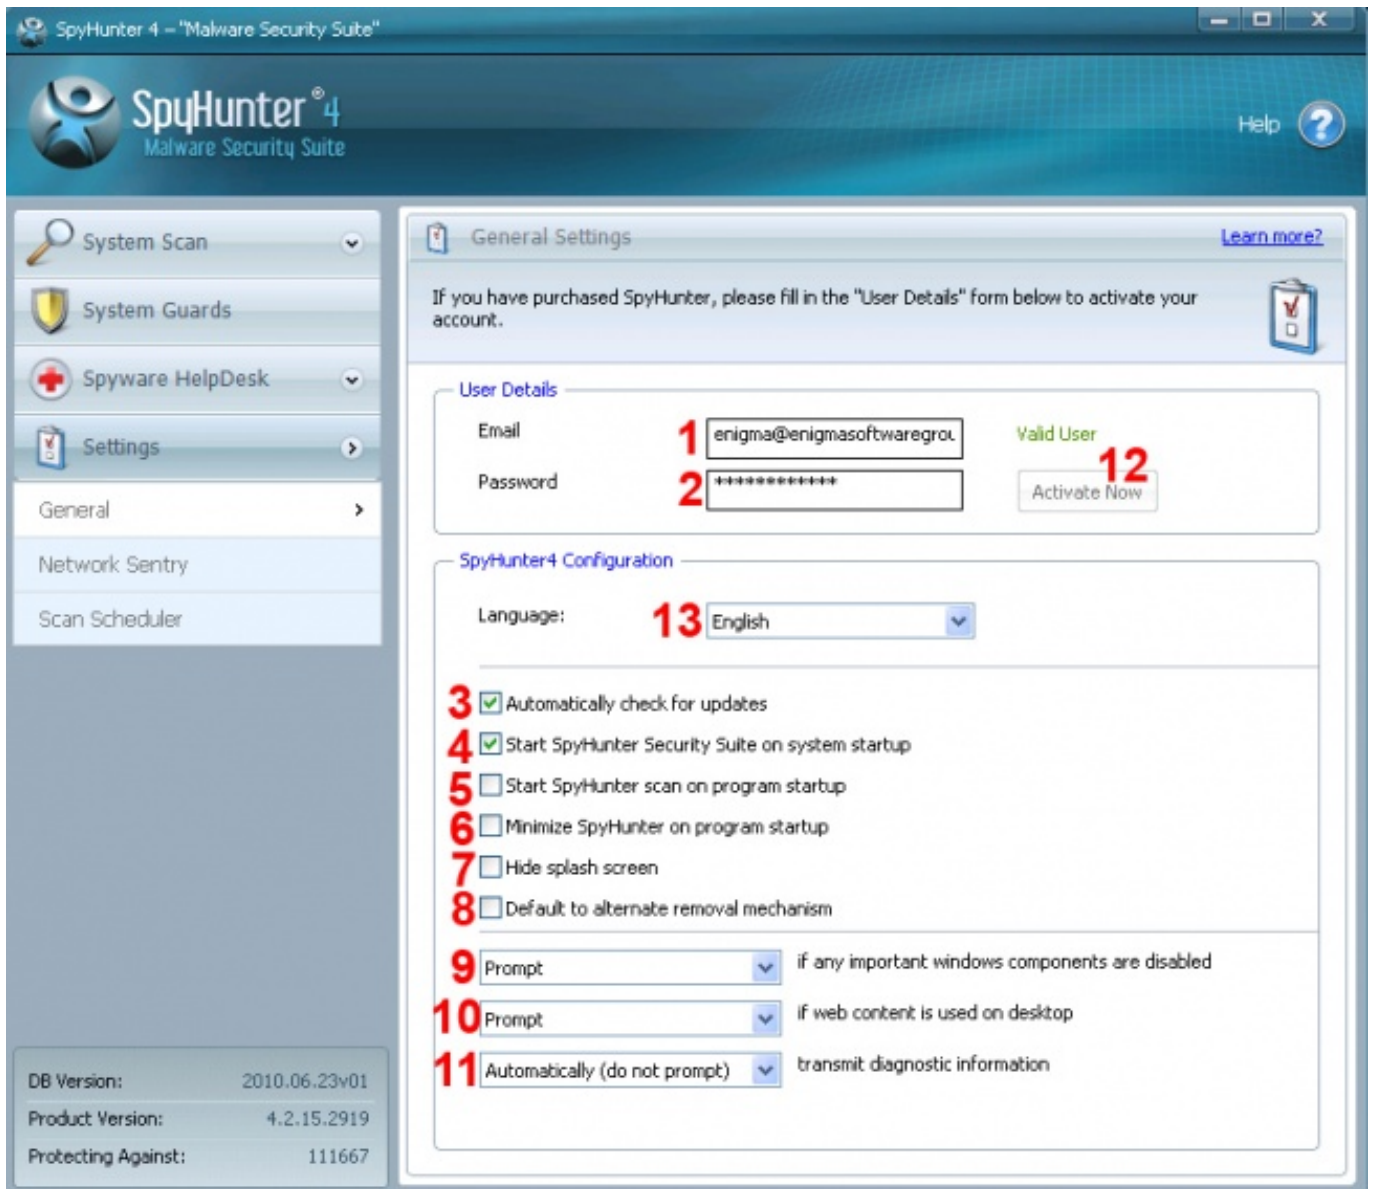 SpyHunter 4 – "Malware Security Suite"
SpyHunter®4
Malware Security Suite
Help
System Scan
System Guards
Spyware HelpDesk
Settings
General
Network Sentry
Scan Scheduler
DB Version: 2010.06.23v01
Product Version: 4.2.15.2919
Protecting Against: 111667
General Settings
Learn more?
If you have purchased SpyHunter, please fill in the "User Details" form below to activate your
account.
User Details
Email 1 enigma@enigmasoftwaregrou Valid User
Password 2 ************ 12 Activate Now
SpyHunter4 Configuration
Language: 13 English
3 Automatically check for updates
4 Start SpyHunter Security Suite on system startup
5 Start SpyHunter scan on program startup
6 Minimize SpyHunter on program startup
7 Hide splash screen
8 Default to alternate removal mechanism
9 Prompt if any important windows components are disabled
10 Prompt if web content is used on desktop
11 Automatically (do not prompt) transmit diagnostic information